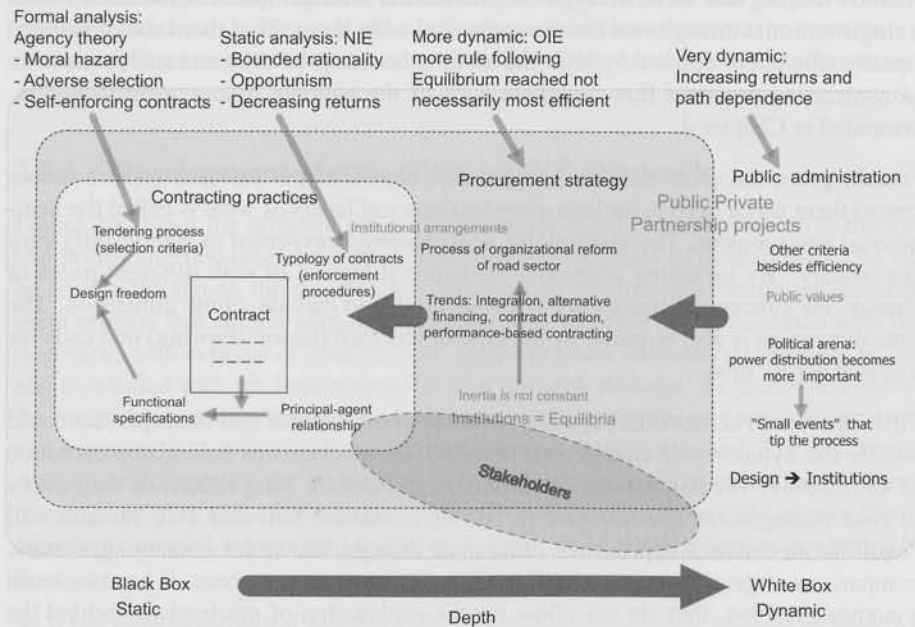 Formal analysis:
Agency theory
- Moral hazard
- Adverse selection
- Self-enforcing contracts
Static analysis: NIE
- Bounded rationality
- Opportunism
- Decreasing returns
More dynamic: OIE
more rule following
Equilibrium reached not
necessarily most efficient
Very dynamic:
Increasing returns and
path dependence
Contracting practices
Tendering process
(selection criteria)
Design freedom
Contract
Functional
specifications
Principal-agent
relationship
Institutional arrangements
Typology of contracts
(enforcement
procedures)
Procurement strategy
Process of organizational reform
of road sector
Trends: Integration, alternative
financing, contract duration,
performance-based contracting
Inertia is not constant
Institutions = Equilibria
Stakeholders
Public administration
Public Private
Partnership projects
Other criteria
besides efficiency
Public values
Political arena:
power distribution becomes
more important
"Small events", that
tip the process
Design → Institutions
Black Box
Static
Depth
White Box
Dynamic